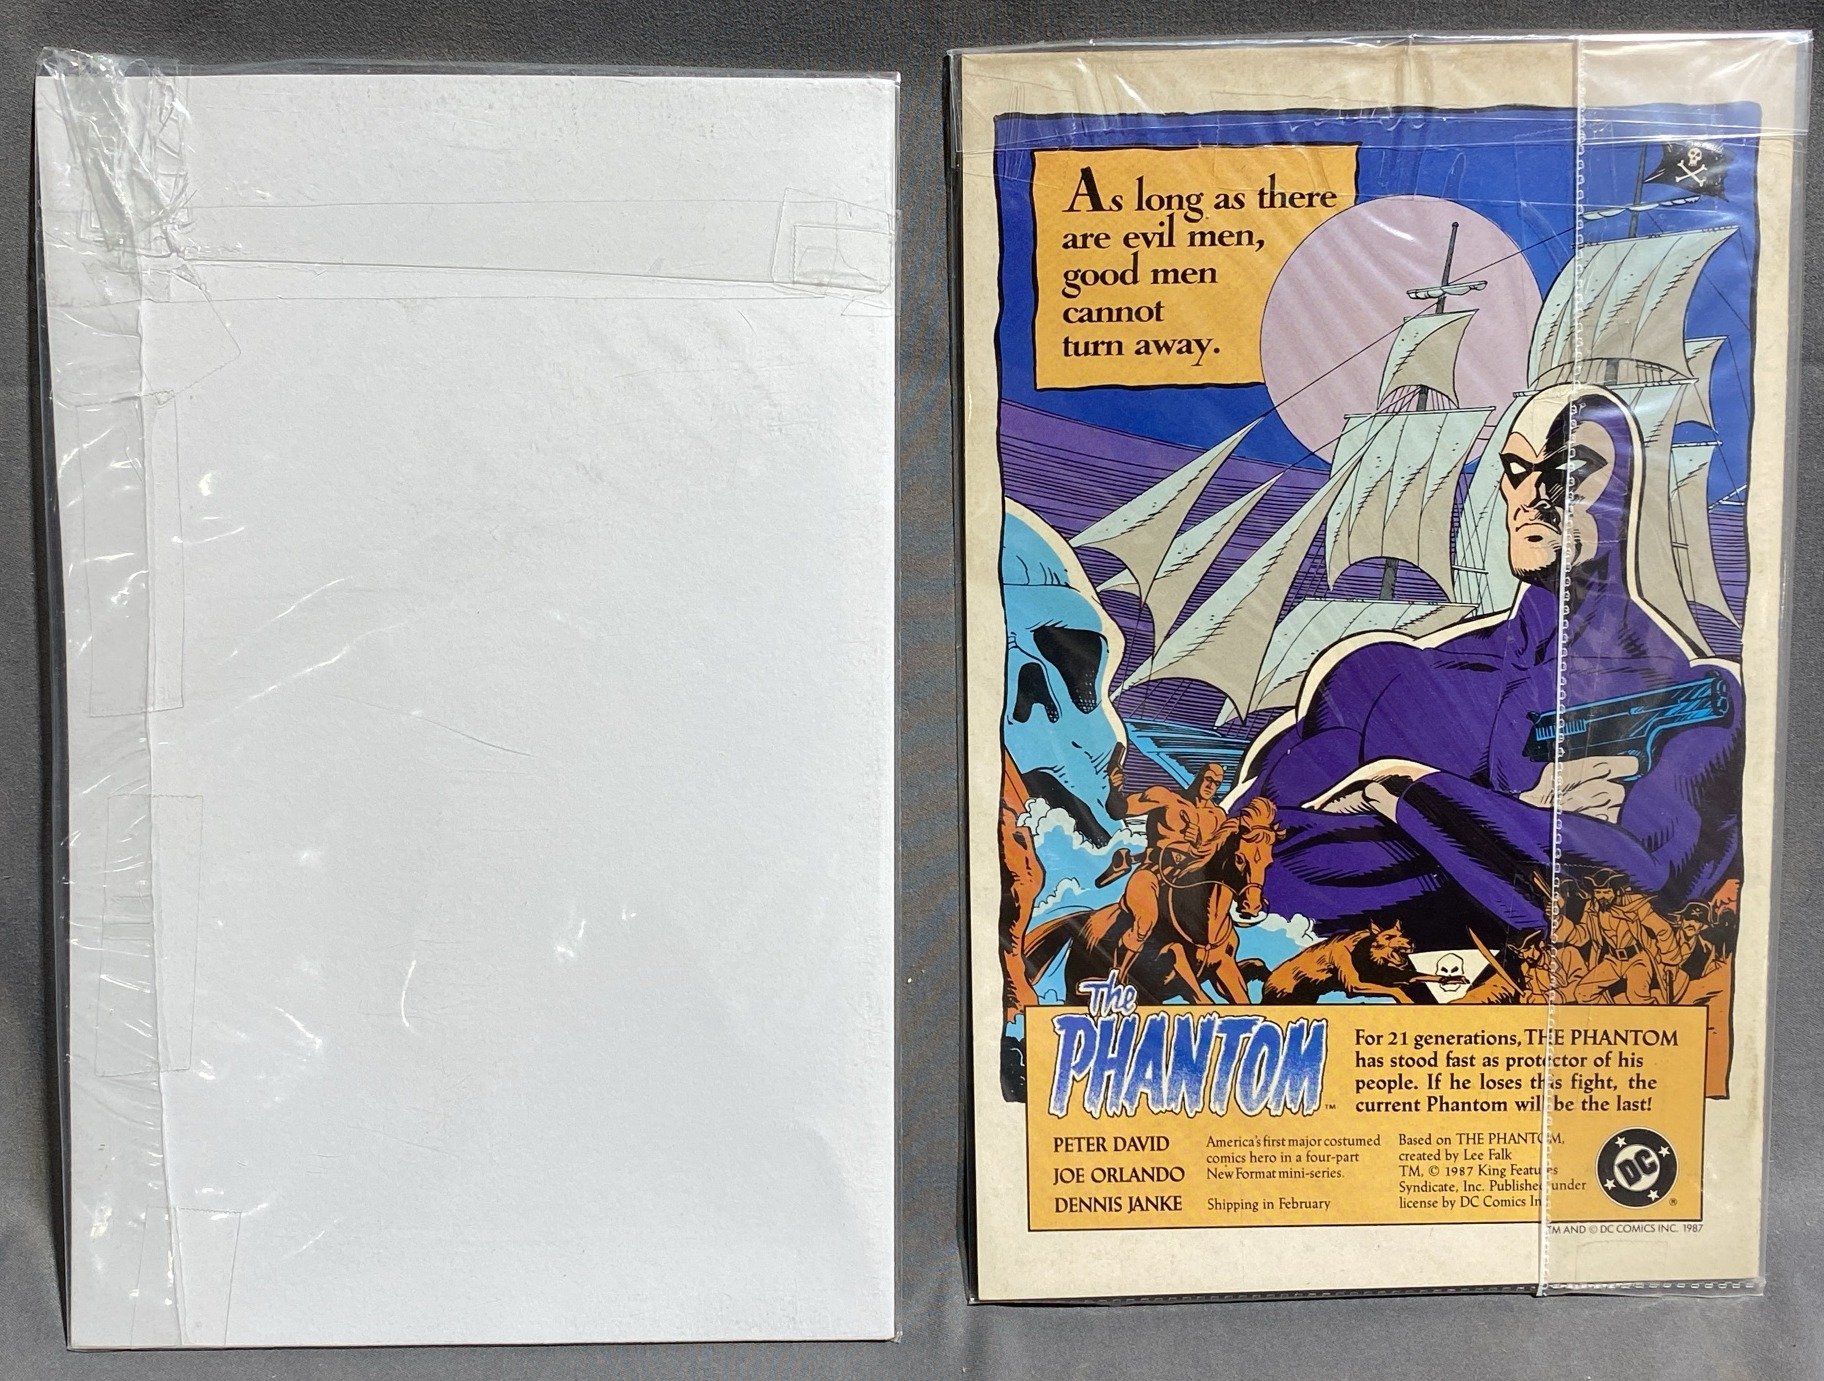 As long as there
are evil men,
good men
cannot
turn away.
The
PHANTOM™
For 21 generations, THE PHANTOM
has stood fast as protector of his
people. If he loses this fight, the
current Phantom will be the last!
PETER DAVID
JOE ORLANDO
DENNIS JANKE
America's first major costumed
comics hero in a four-part
New Format mini-series.
Shipping in February
Based on THE PHANTOM,
created by Lee Falk
TM, © 1987 King Features
Syndicate, Inc. Published under
license by DC Comics Inc.
DC
®
TM AND © DC COMICS INC. 1987